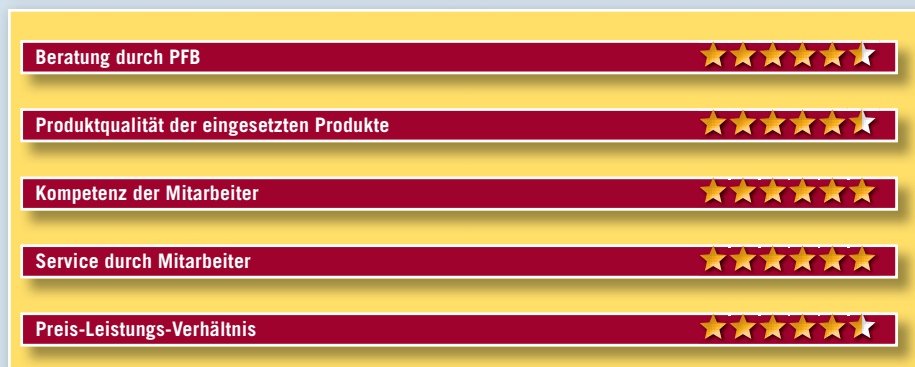 Beratung durch PFB
Produktqualität der eingesetzten Produkte
Kompetenz der Mitarbeiter
Service durch Mitarbeiter
Preis-Leistungs-Verhältnis